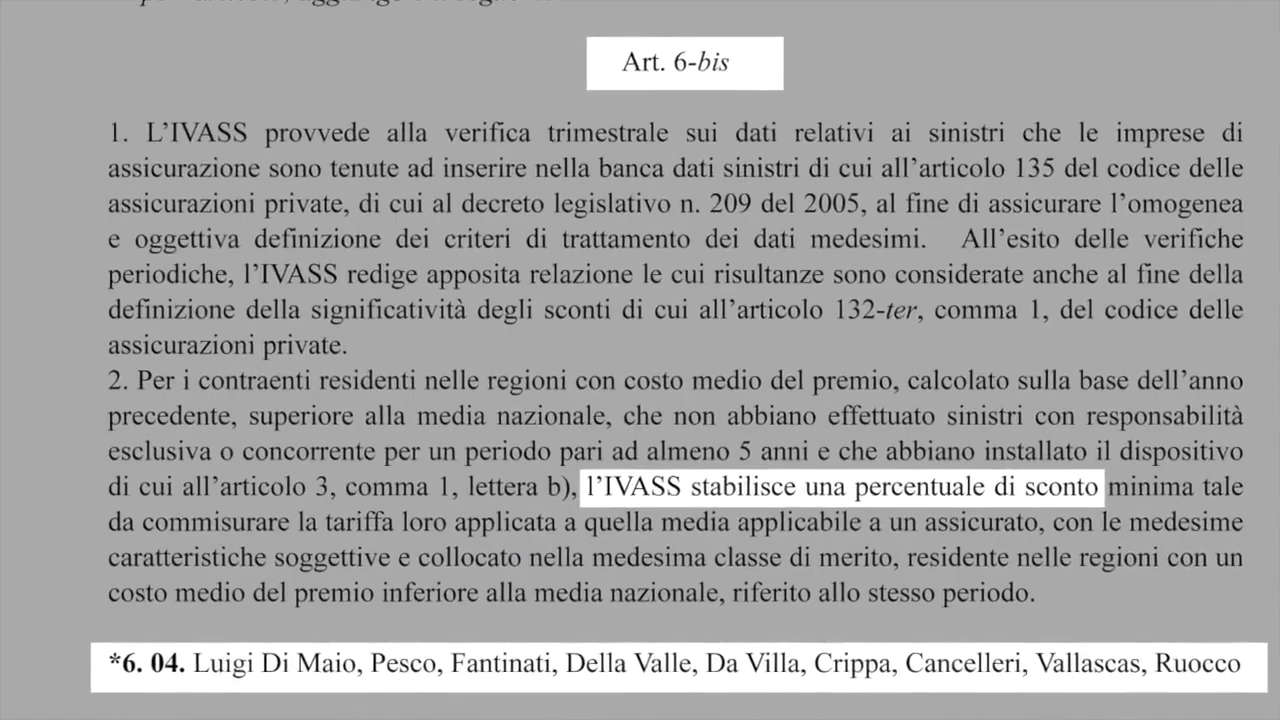 Art. 6-bis
1. L’IVASS provvede alla verifica trimestrale sui dati relativi ai sinistri che le imprese di
assicurazione sono tenute ad inserire nella banca dati sinistri di cui all’articolo 135 del codice delle
assicurazioni private, di cui al decreto legislativo n. 209 del 2005, al fine di assicurare l’omogenea
e oggettiva definizione dei criteri di trattamento dei dati medesimi. All’esito delle verifiche
periodiche, l’IVASS redige apposita relazione le cui risultanze sono considerate anche al fine della
definizione della significatività degli sconti di cui all’articolo 132-ter, comma 1, del codice delle
assicurazioni private.
2. Per i contraenti residenti nelle regioni con costo medio del premio, calcolato sulla base dell’anno
precedente, superiore alla media nazionale, che non abbiano effettuato sinistri con responsabilità
esclusiva o concorrente per un periodo pari ad almeno 5 anni e che abbiano installato il dispositivo
di cui all’articolo 3, comma 1, lettera b), l’IVASS stabilisce una percentuale di sconto minima tale
da commisurare la tariffa loro applicata a quella media applicabile a un assicurato, con le medesime
caratteristiche soggettive e collocato nella medesima classe di merito, residente nelle regioni con un
costo medio del premio inferiore alla media nazionale, riferito allo stesso periodo.
*6. 04. Luigi Di Maio, Pesco, Fantinati, Della Valle, Da Villa, Crippa, Cancelleri, Vallascas, Ruocco